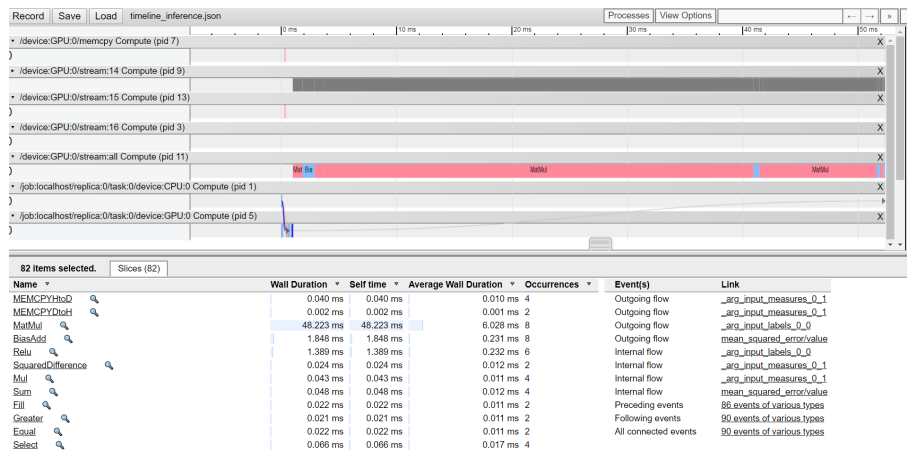 Record Save Load timeline_inference.json Processes View Options ← → »
0 ms 10 ms 20 ms 30 ms 40 ms 50 ms
▾ /device:GPU:0/memcpy Compute (pid 7) X
▾ /device:GPU:0/stream:14 Compute (pid 9) X
▾ /device:GPU:0/stream:15 Compute (pid 13) X
▾ /device:GPU:0/stream:16 Compute (pid 3) X
▾ /device:GPU:0/stream:all Compute (pid 11) X
Mat Bia MatMul MatMul
▾ /job:localhost/replica:0/task:0/device:CPU:0 Compute (pid 1) X
▾ /job:localhost/replica:0/task:0/device:GPU:0 Compute (pid 5) X
82 items selected. Slices (82)
Name ▾ Wall Duration ▾ Self time ▾ Average Wall Duration ▾ Occurrences ▾ Event(s) Link
MEMCPYHtoD 0.040 ms 0.040 ms 0.010 ms 4 Outgoing flow _arg_input_measures_0_1
MEMCPYDtoH 0.002 ms 0.002 ms 0.001 ms 2 Outgoing flow _arg_input_labels_0_0
MatMul 48.223 ms 48.223 ms 6.028 ms 8 Outgoing flow _arg_input_labels_0_0
BiasAdd 1.848 ms 1.848 ms 0.231 ms 8 Outgoing flow mean_squared_error/value
Relu 1.389 ms 1.389 ms 0.232 ms 6 Internal flow _arg_input_labels_0_0
SquaredDifference 0.024 ms 0.024 ms 0.012 ms 2 Internal flow _arg_input_measures_0_1
Mul 0.043 ms 0.043 ms 0.011 ms 4 Internal flow _arg_input_measures_0_1
Sum 0.048 ms 0.048 ms 0.012 ms 4 Internal flow mean_squared_error/value
Fill 0.022 ms 0.022 ms 0.011 ms 2 Preceding events 86 events of various types
Greater 0.021 ms 0.021 ms 0.011 ms 2 Following events 90 events of various types
Equal 0.022 ms 0.022 ms 0.011 ms 2 All connected events 90 events of various types
Select 0.066 ms 0.066 ms 0.017 ms 4